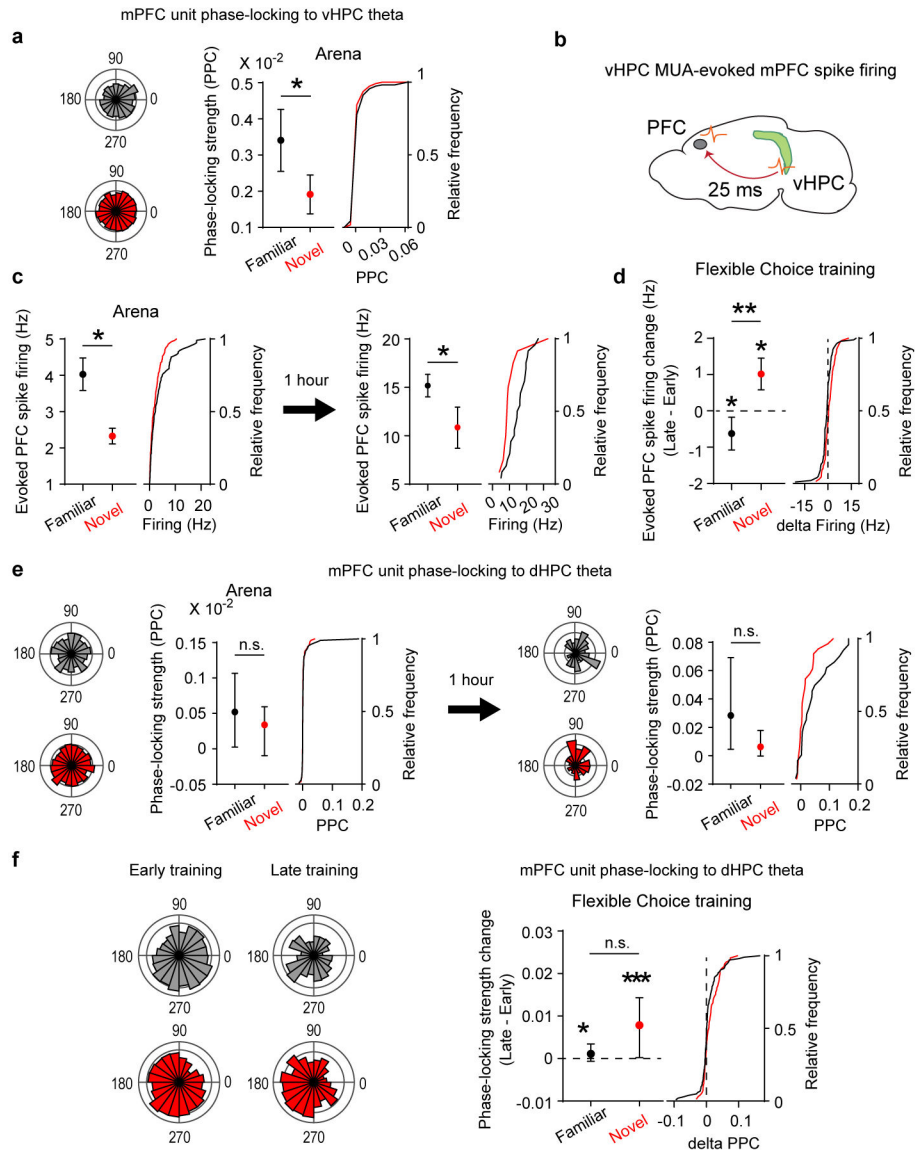 mPFC unit phase-locking to vHPC theta
a
90
180
0
270
90
180
0
270
Arena
X 10-2
Phase-locking strength (PPC)
0.5
0.4
0.3
0.2
0.1
*
Familiar
Novel
1
0.5
0
Relative frequency
0
0.03
0.06
PPC
b
vHPC MUA-evoked mPFC spike firing
PFC
25 ms
vHPC
c
Arena
Evoked PFC spike firing (Hz)
5
4
3
2
1
*
Familiar
Novel
1
0.5
0
Relative frequency
0
10
20
Firing (Hz)
1 hour
Evoked PFC spike firing (Hz)
20
15
10
5
*
Familiar
Novel
1
0.5
0
Relative frequency
0
10
20
30
Firing (Hz)
d
Flexible Choice training
Evoked PFC spike firing change (Hz)
(Late - Early)
2
1
0
-1
-2
**
*
*
Familiar
Novel
1
0.5
0
Relative frequency
-15
0
15
delta Firing (Hz)
e
mPFC unit phase-locking to dHPC theta
90
180
0
270
90
180
0
270
Arena
X 10-2
Phase-locking strength (PPC)
0.15
0.1
0.05
0
-0.05
n.s.
Familiar
Novel
1
0.5
0
Relative frequency
0
0.1
0.2
PPC
1 hour
90
180
0
270
90
180
0
270
Phase-locking strength (PPC)
0.08
0.06
0.04
0.02
0
-0.02
n.s.
Familiar
Novel
1
0.5
0
Relative frequency
0
0.1
0.2
PPC
f
Early training
Late training
90
180
0
270
90
180
0
270
90
180
0
270
90
180
0
270
mPFC unit phase-locking to dHPC theta
Flexible Choice training
Phase-locking strength change
(Late - Early)
0.03
0.02
0.01
0
-0.01
n.s.
*
***
Familiar
Novel
1
0.5
0
Relative frequency
-0.1
0
0.1
delta PPC